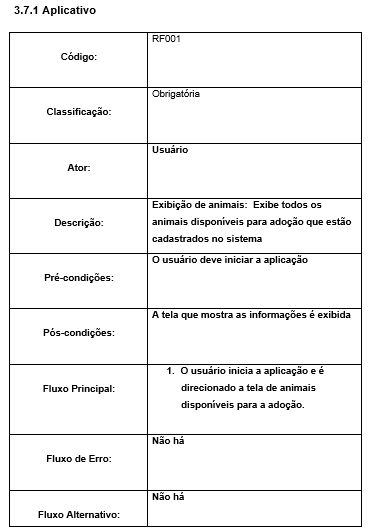 3.7.1 Aplicativo
Código:
RF001
Classificação:
Obrigatória
Ator:
Usuário
Descrição:
Exibição de animais: Exibe todos os
animais disponíveis para adoção que estão
cadastrados no sistema
Pré-condições:
O usuário deve iniciar a aplicação
Pós-condições:
A tela que mostra as informações é exibida
Fluxo Principal:
1. O usuário inicia a aplicação e é
direcionado a tela de animais
disponíveis para a adoção.
Fluxo de Erro:
Não há
Fluxo Alternativo:
Não há